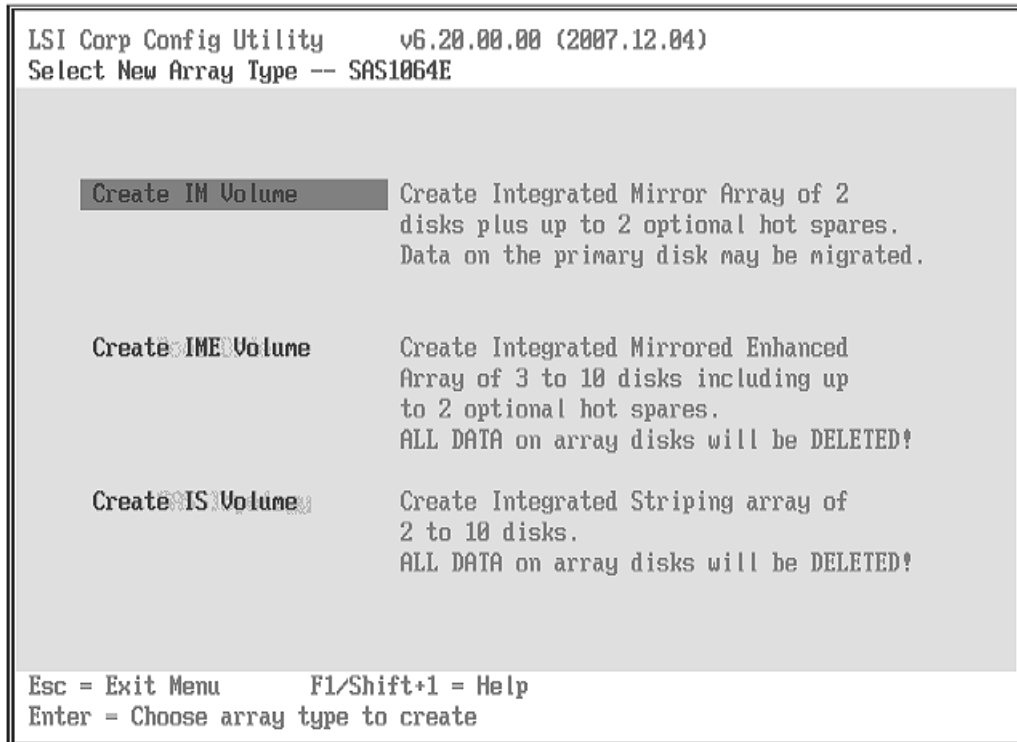 LSI Corp Config Utility v6.20.00.00 (2007.12.04)
Select New Array Type -- SAS1064E
Create IM Volume Create Integrated Mirror Array of 2
disks plus up to 2 optional hot spares.
Data on the primary disk may be migrated.
Create IME Volume Create Integrated Mirrored Enhanced
Array of 3 to 10 disks including up
to 2 optional hot spares.
ALL DATA on array disks will be DELETED!
Create IS Volume Create Integrated Striping array of
2 to 10 disks.
ALL DATA on array disks will be DELETED!
Esc = Exit Menu F1/Shift+1 = Help
Enter = Choose array type to create